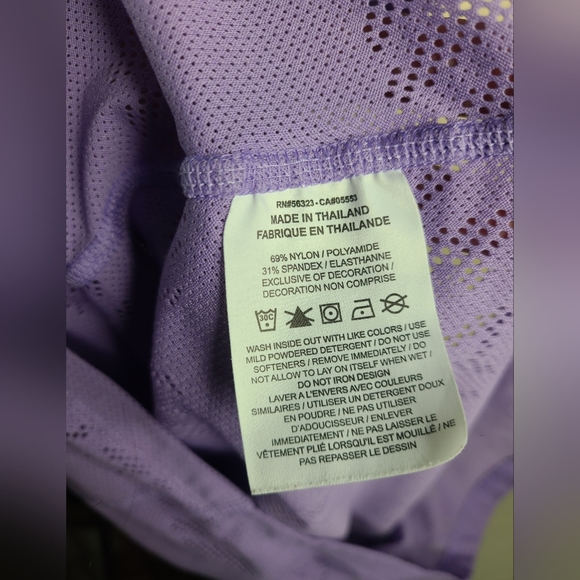 RN#56323 - CA#05553
MADE IN THAILAND
FABRIQUE EN THAILANDE
69% NYLON / POLYAMIDE
31% SPANDEX / ELASTHANNE
EXCLUSIVE OF DECORATION /
DECORATION NON COMPRISE
30C
WASH INSIDE OUT WITH LIKE COLORS / USE
MILD POWDERED DETERGENT / DO NOT USE
SOFTENERS / REMOVE IMMEDIATELY / DO
NOT ALLOW TO LAY ON ITSELF WHEN WET /
DO NOT IRON DESIGN
LAVER A L'ENVERS AVEC COULEURS
SIMILAIRES / UTILISER UN DETERGENT DOUX
EN POUDRE / NE PAS UTILISER
D'ADOUCISSEUR / ENLEVER
IMMÉDIATEMENT / NE PAS LAISSER LE
VÊTEMENT PLIÉ LORSQU'IL EST MOUILLÉ / NE
PAS REPASSER LE DESSIN